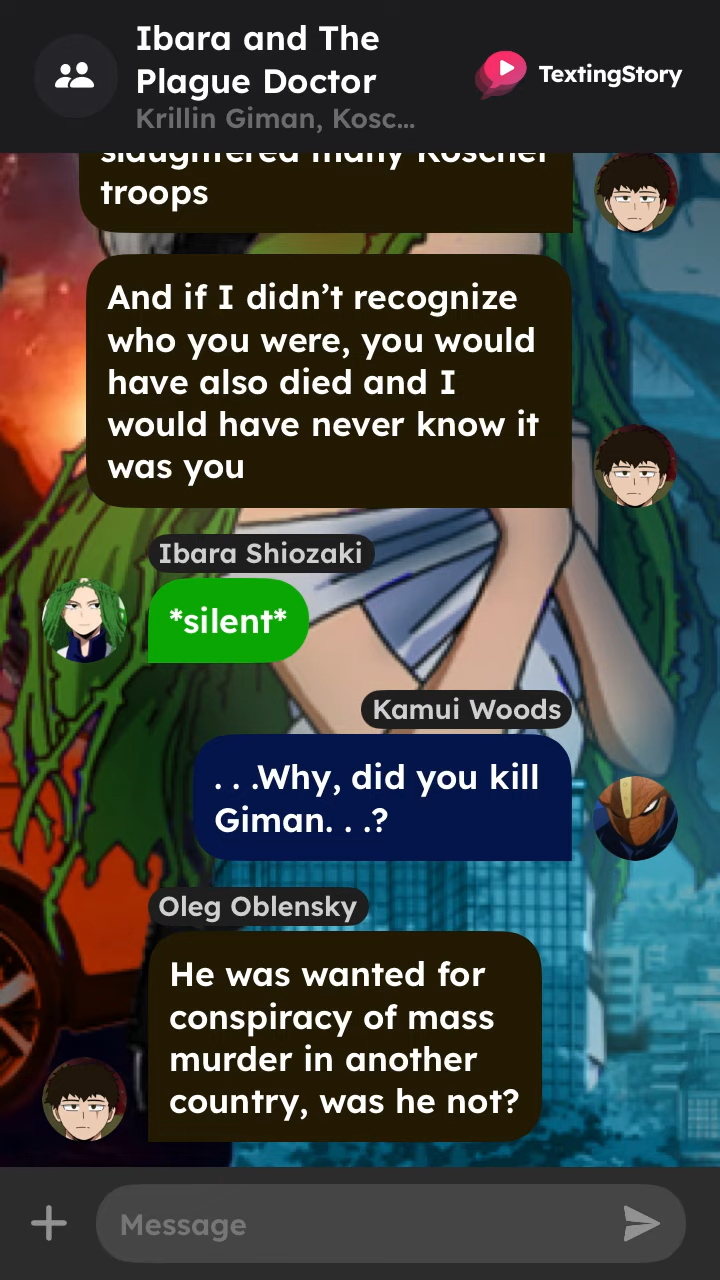 Ibara and The
Plague Doctor
Krillin Giman, Kosc...
TextingStory
slaughtered many Koschei
troops
And if I didn’t recognize
who you were, you would
have also died and I
would have never know it
was you
Ibara Shiozaki
*silent*
Kamui Woods
. . .Why, did you kill
Giman. . .?
Oleg Oblensky
He was wanted for
conspiracy of mass
murder in another
country, was he not?
Message